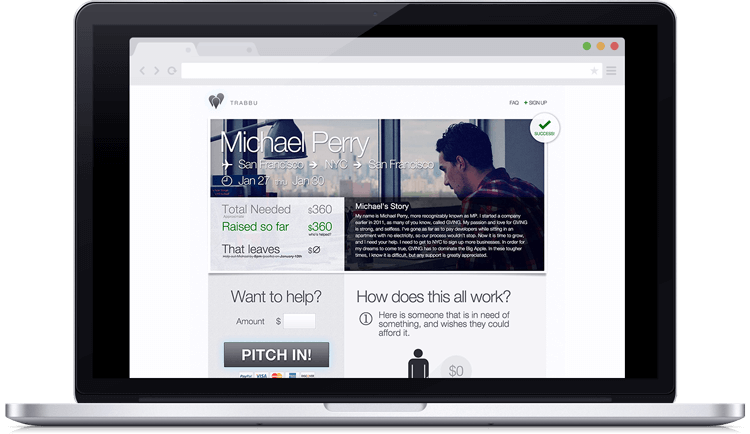 TRABBU
FAQ + SIGN UP
SUCCESS!
Michael Perry
San Francisco NYC San Francisco
Jan 27 thru Jan 30
Total Needed $360
Approximate
Raised so far $360
who's helped?
That leaves $Ø
Michael's Story
My name is Michael Perry, more recognizably known as MP. I started a company
earlier in 2011, as many of you know, called GVING. My passion and love for GVING
is strong, and selfless. I've gone as far as to pay developers while sitting in an
apartment with no electricity, so our process wouldn't stop. Now it is time to grow,
and I need your help. I need to get to NYC to sign up more businesses. In order for
my dreams to come true, GVING has to dominate the Big Apple. In these tougher
times, I know it is difficult, but any support is greatly appreciated.
Want to help?
Amount $
PITCH IN!
PayPal VISA
How does this all work?
1 Here is someone that is in need of
something, and wishes they could
afford it.
$0